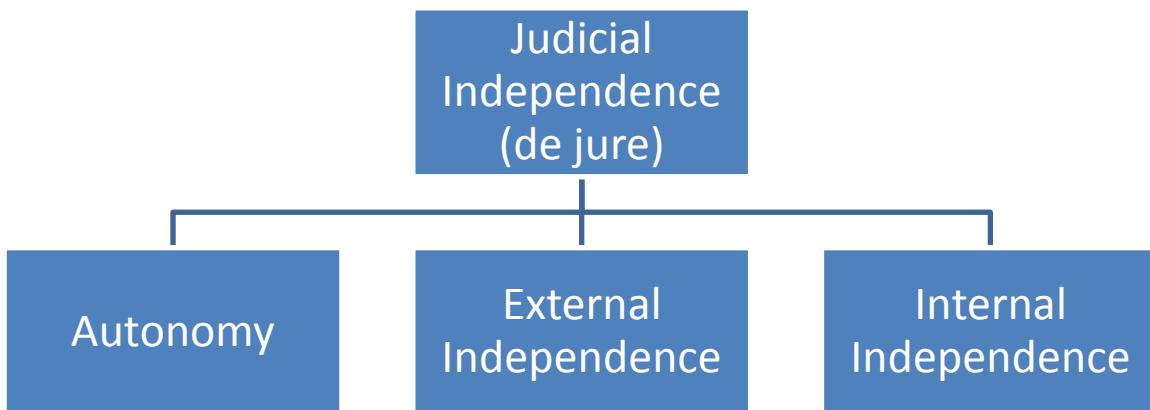 Judicial
Independence
(de jure)
Autonomy
External
Independence
Internal
Independence